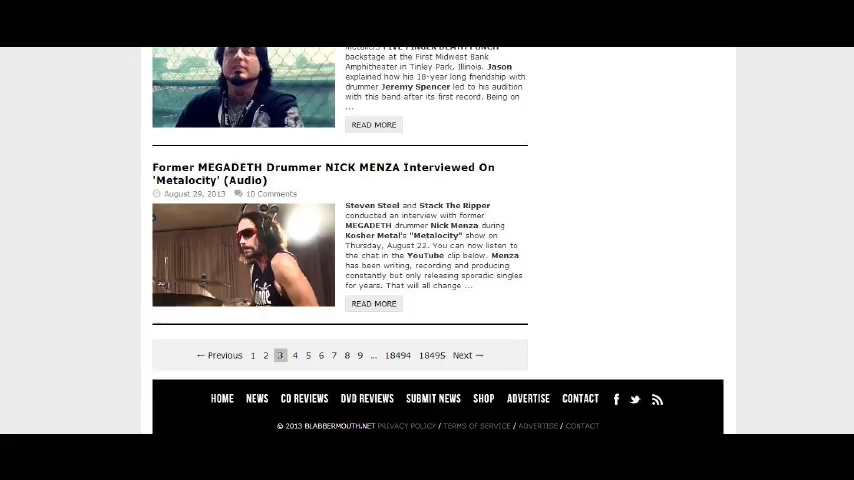 metallers FIVE FINGER DEATH PUNCH
backstage at the First Midwest Bank
Amphitheater in Tinley Park, Illinois. Jason
explained how his 18-year long friendship with
drummer Jeremy Spencer led to his audition
with this band after its first record. Being on
...
READ MORE
Former MEGADETH Drummer NICK MENZA Interviewed On
'Metalocity' (Audio)
August 29, 2013 10 Comments
Steven Steel and Stack The Ripper
conducted an interview with former
MEGADETH drummer Nick Menza during
Kosher Metal's "Metalocity" show on
Thursday, August 22. You can now listen to
the chat in the YouTube clip below. Menza
has been writing, recording and producing
constantly but only releasing sporadic singles
for years. That will all change ...
READ MORE
← Previous 1 2 3 4 5 6 7 8 9 ... 18494 18495 Next →
HOME NEWS CD REVIEWS DVD REVIEWS SUBMIT NEWS SHOP ADVERTISE CONTACT
© 2013 BLABBERMOUTH.NET PRIVACY POLICY / TERMS OF SERVICE / ADVERTISE / CONTACT